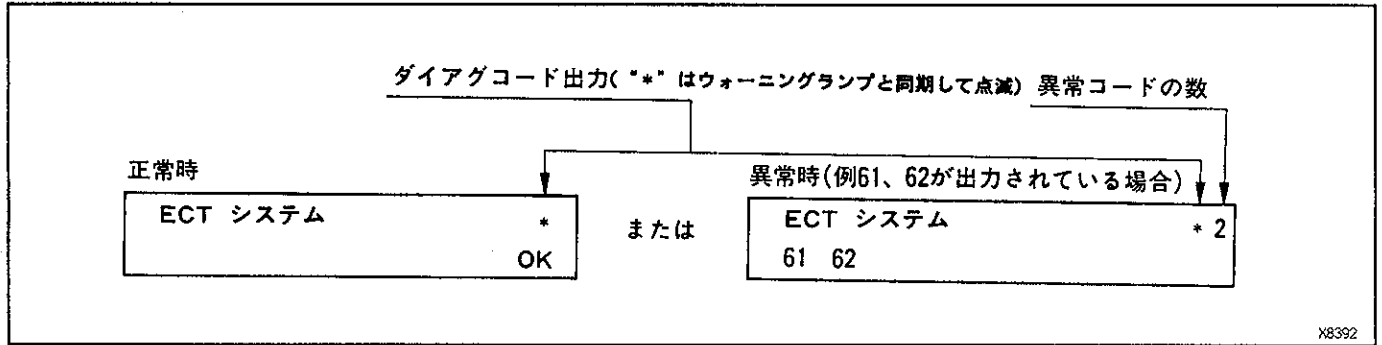 ダイアグコード出力("*"はウォーニングランプと同期して点滅) 異常コードの数
正常時
ECT システム *
OK
または
異常時(例61、62が出力されている場合)
ECT システム * 2
61 62
X8392